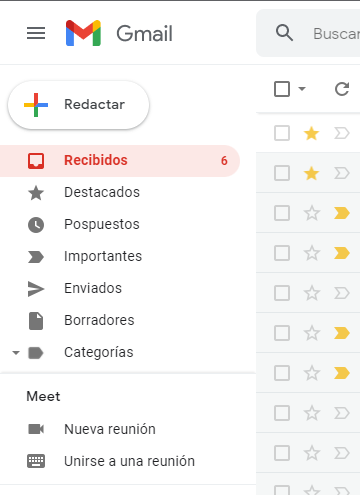 Gmail
Buscar
Redactar
Recibidos 6
Destacados
Pospuestos
Importantes
Enviados
Borradores
Categorías
Meet
Nueva reunión
Unirse a una reunión